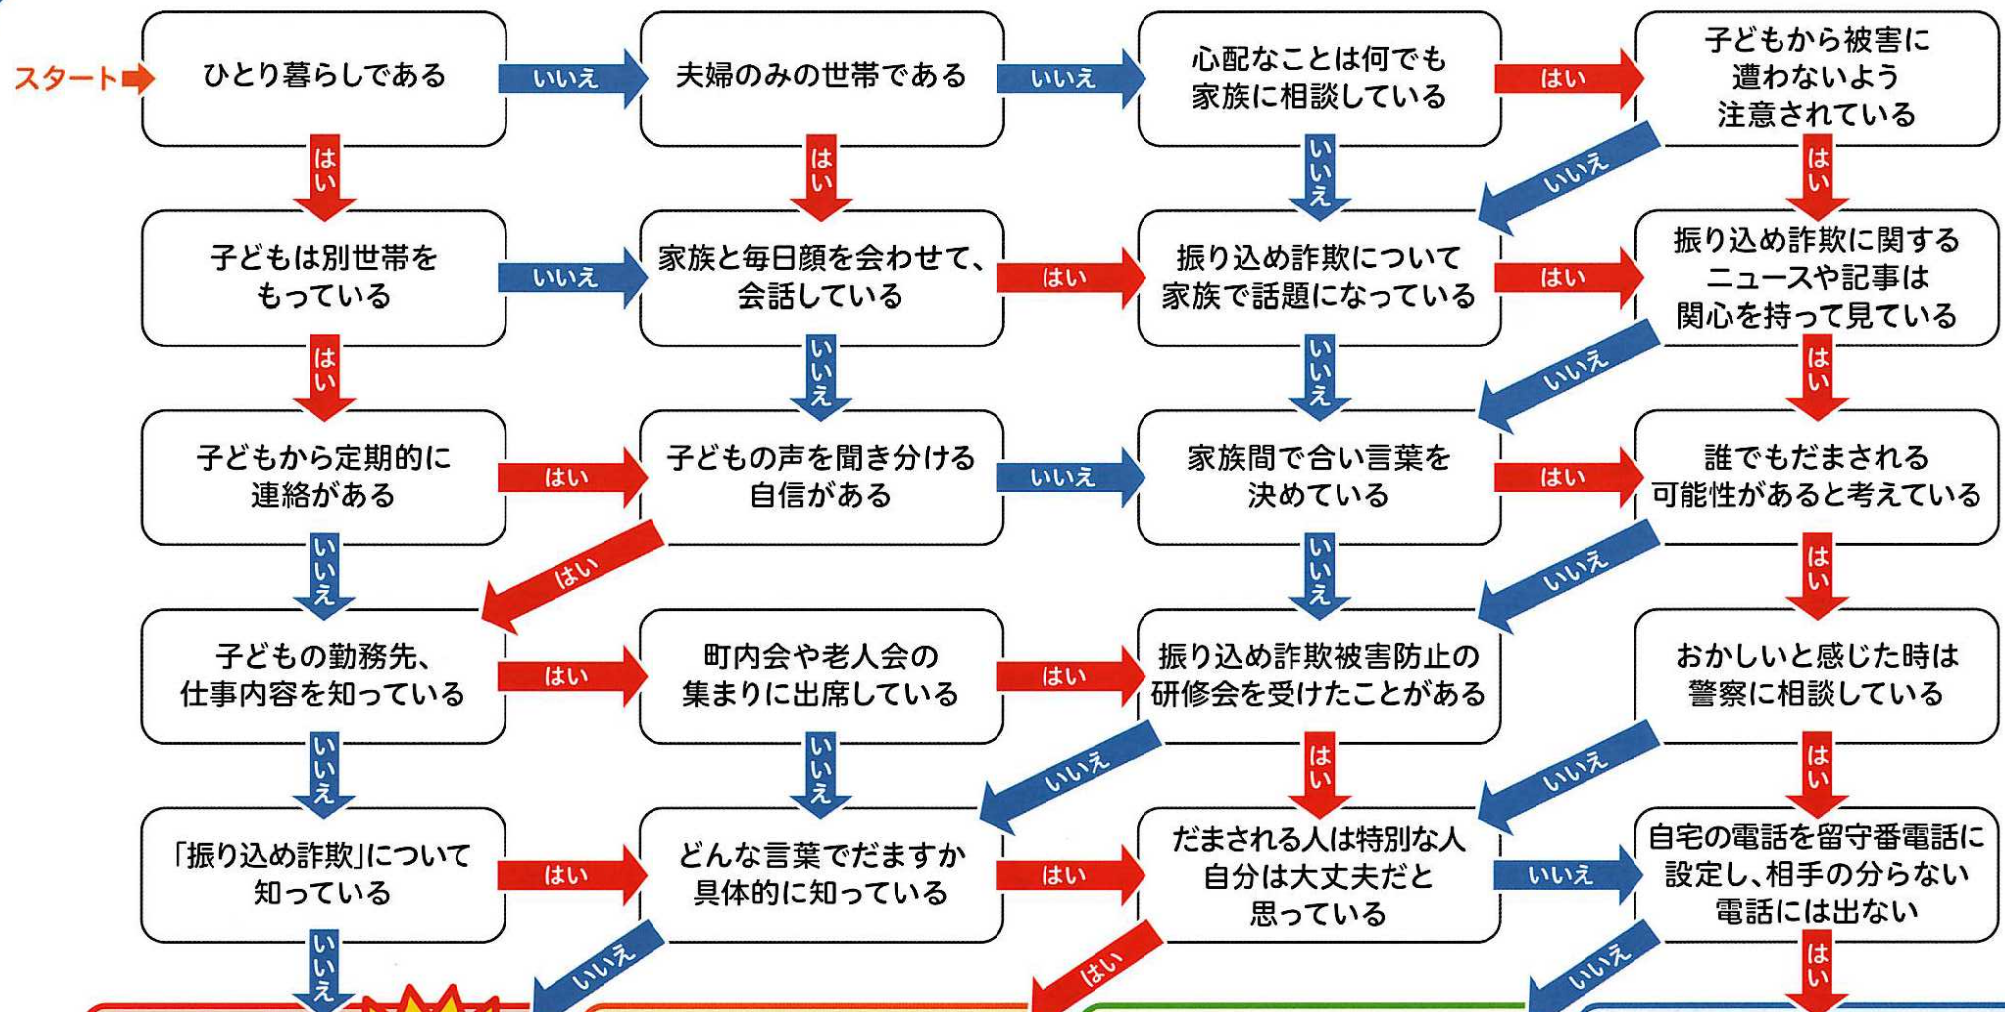 スタート
ひとり暮らしである
いいえ
夫婦のみの世帯である
いいえ
心配なことは何でも
家族に相談している
はい
子どもから被害に
遭わないよう
注意されている
はい
はい
いいえ
いいえ
はい
子どもは別世帯を
もっている
いいえ
家族と毎日顔を会わせて、
会話している
はい
振り込め詐欺について
家族で話題になっている
はい
振り込め詐欺に関する
ニュースや記事は
関心を持って見ている
はい
いいえ
いいえ
いいえ
はい
子どもから定期的に
連絡がある
はい
子どもの声を聞き分ける
自信がある
いいえ
家族間で合い言葉を
決めている
はい
誰でもだまされる
可能性があると考えている
いいえ
はい
いいえ
いいえ
はい
子どもの勤務先、
仕事内容を知っている
はい
町内会や老人会の
集まりに出席している
はい
振り込め詐欺被害防止の
研修会を受けたことがある
おかしいと感じた時は
警察に相談している
いいえ
いいえ
いいえ
はい
いいえ
はい
「振り込め詐欺」について
知っている
はい
どんな言葉でだますか
具体的に知っている
はい
だまされる人は特別な人
自分は大丈夫だと
思っている
いいえ
自宅の電話を留守番電話に
設定し、相手の分らない
電話には出ない
いいえ
いいえ
はい
いいえ
はい